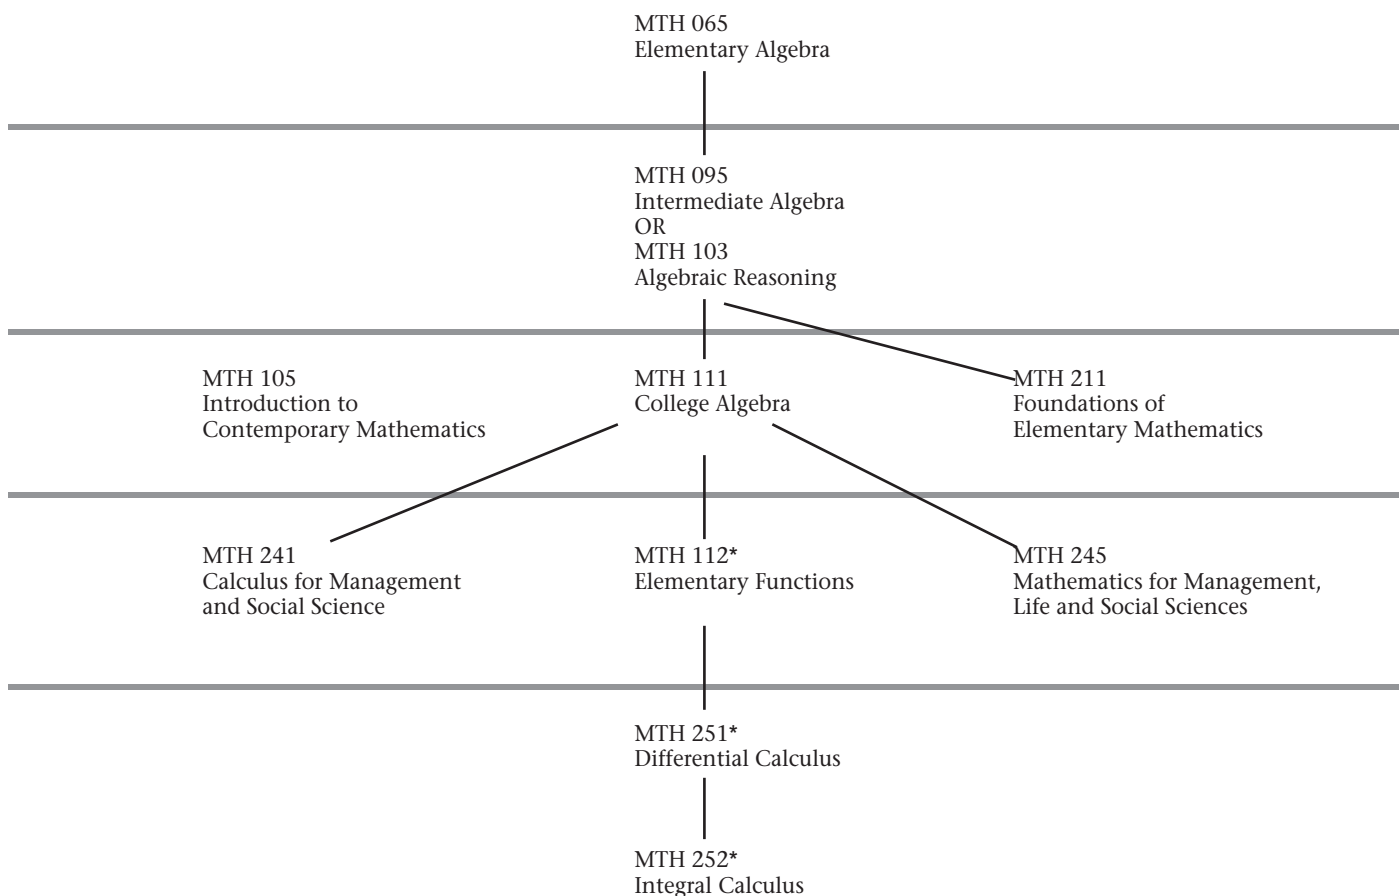 MTH 065
Elementary Algebra
MTH 095
Intermediate Algebra
OR
MTH 103
Algebraic Reasoning
MTH 105
Introduction to
Contemporary Mathematics
MTH 111
College Algebra
MTH 211
Foundations of
Elementary Mathematics
MTH 241
Calculus for Management
and Social Science
MTH 112*
Elementary Functions
MTH 245
Mathematics for Management,
Life and Social Sciences
MTH 251*
Differential Calculus
MTH 252*
Integral Calculus